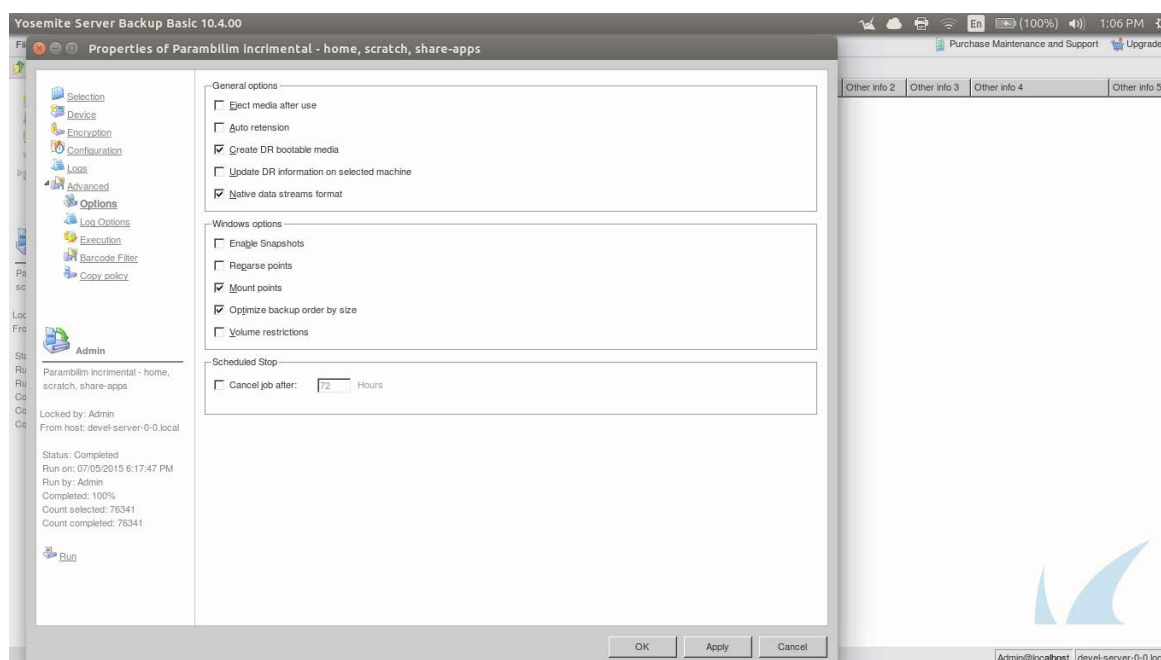 Yosemite Server Backup Basic 10.4.00
En (100%) 1:06 PM
Properties of Parambilim incrimental - home, scratch, share-apps
Purchase Maintenance and Support
Upgrade
Other info 2
Other info 3
Other info 4
Other info 5
Selection
Device
Encryption
Configuration
Logs
Advanced
Options
Log Options
Execution
Barcode Filter
Copy policy
Admin
Parambilim incrimental - home,
scratch, share-apps
Locked by: Admin
From host: devel-server-0-0.local
Status: Completed
Run on: 07/05/2015 6:17:47 PM
Run by: Admin
Completed: 100%
Count selected: 76341
Count completed: 76341
Run
General options
Eject media after use
Auto retension
Create DR bootable media
Update DR information on selected machine
Native data streams format
Windows options
Enable Snapshots
Reparse points
Mount points
Optimize backup order by size
Volume restrictions
Scheduled Stop
Cancel job after: 72 Hours
OK
Apply
Cancel
Admin@localhost
devel-server-0-0.loc